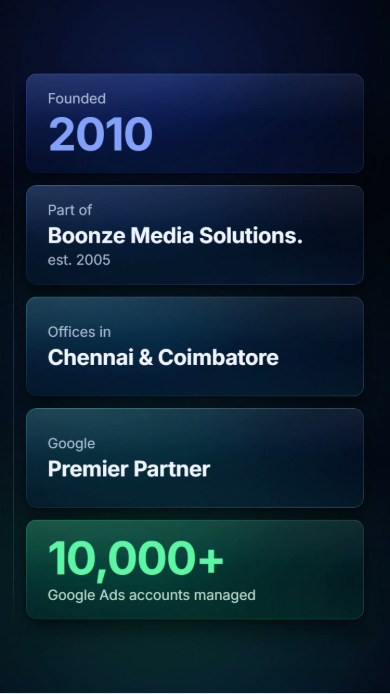 Founded
2010
Part of
Boonze Media Solutions.
est. 2005
Offices in
Chennai & Coimbatore
Google
Premier Partner
10,000+
Google Ads accounts managed